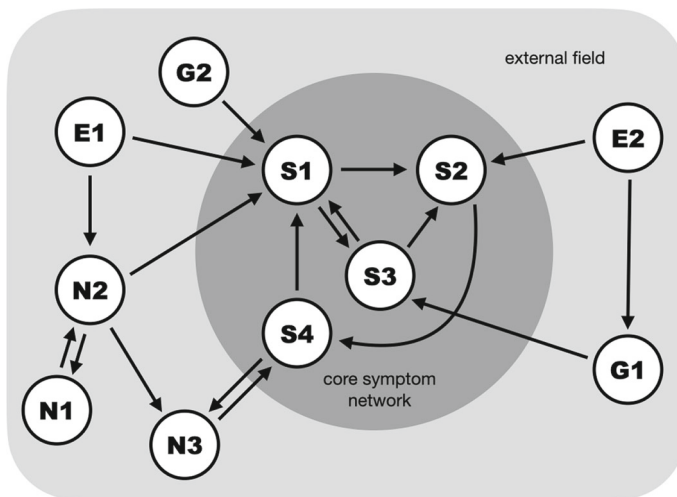 external field
G2
E1
E2
S1
S2
S3
N2
S4
G1
core symptom
network
N1
N3